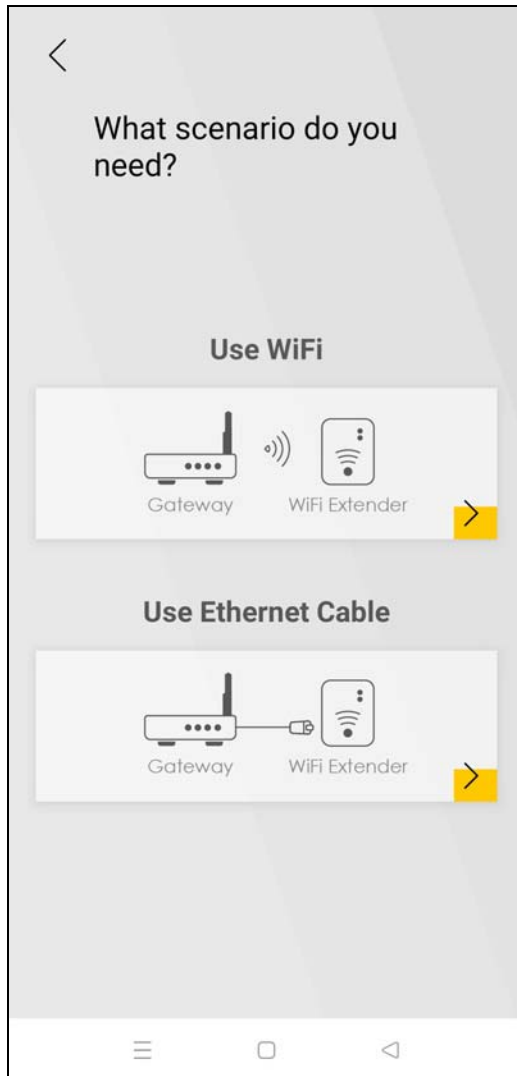 What scenario do you
need?
Use WiFi
Gateway WiFi Extender
Use Ethernet Cable
Gateway WiFi Extender